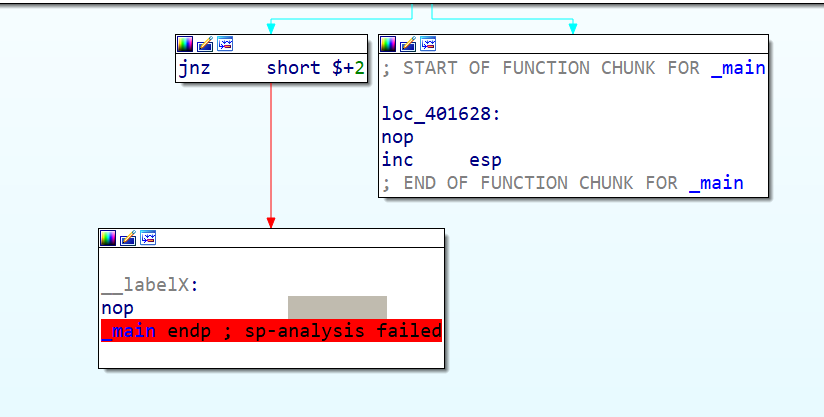 jnz short $+2
; START OF FUNCTION CHUNK FOR _main
loc_401628:
nop
inc esp
; END OF FUNCTION CHUNK FOR _main
__labelX:
nop
_main endp ; sp-analysis failed